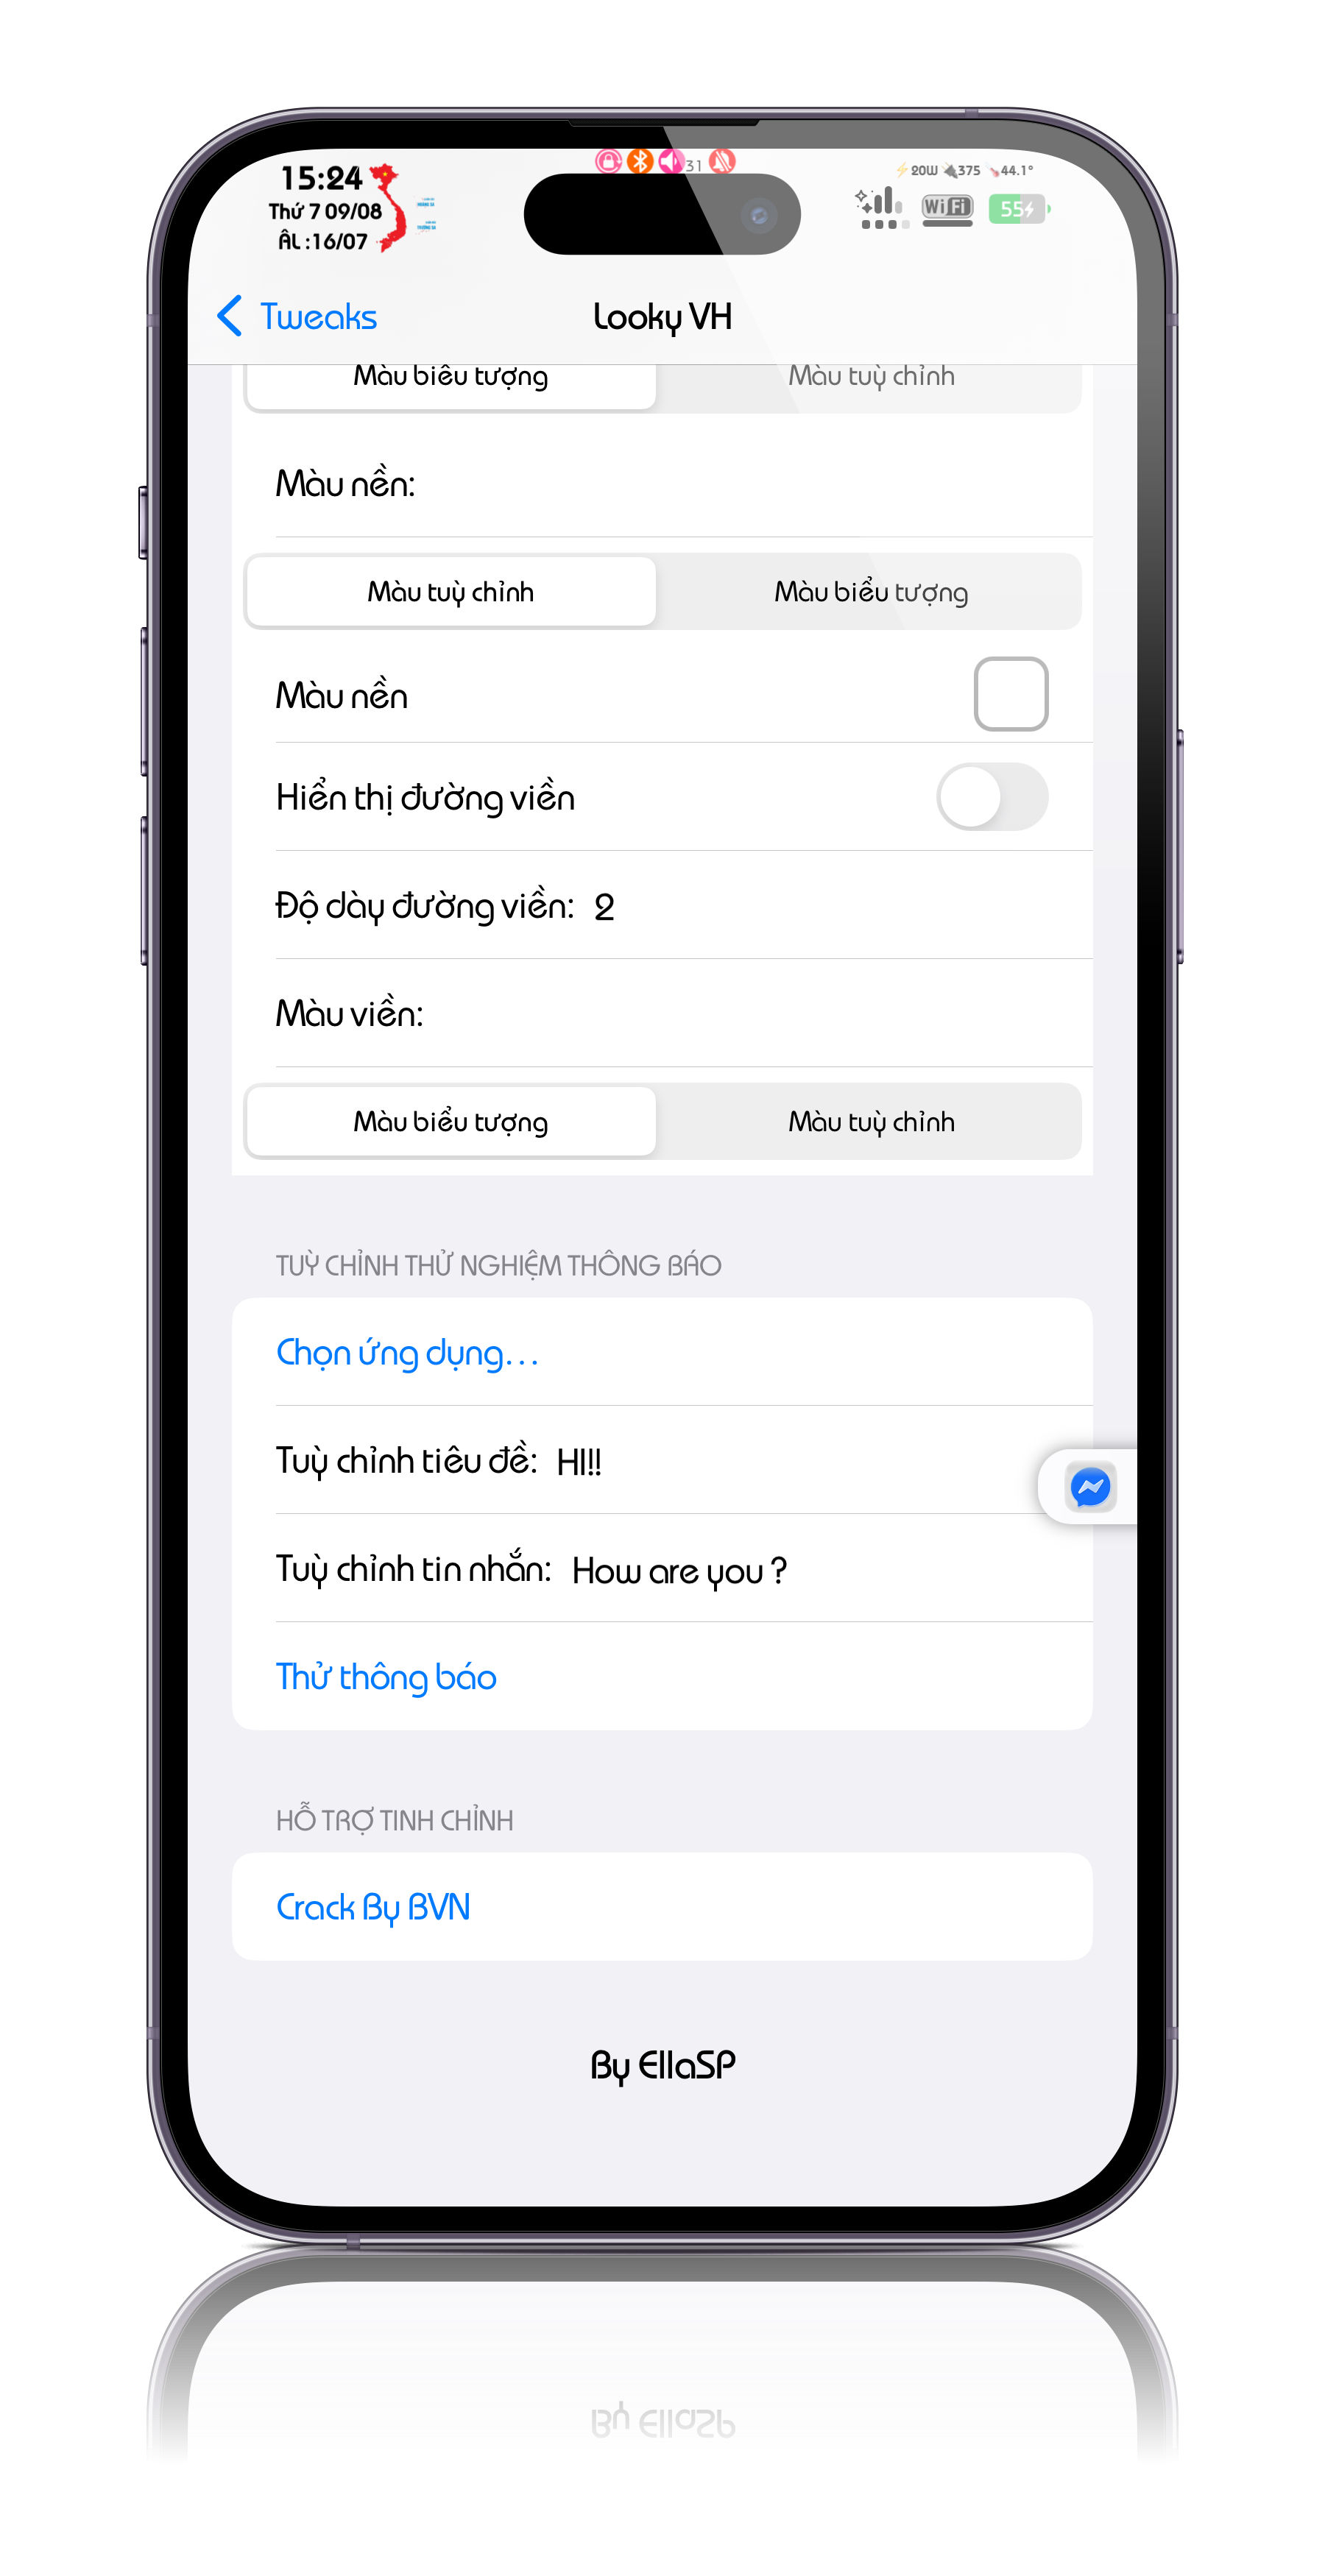 15:24
Thứ 7 09/08
ÂL :16/07
31
20W 375 44.1°
WiFi
55
Tweaks
Looky VH
Màu biểu tượng
Màu tuỳ chỉnh
Màu nền:
Màu tuỳ chỉnh
Màu biểu tượng
Màu nền
Hiển thị đường viền
Độ dày đường viền: 2
Màu viền:
Màu biểu tượng
Màu tuỳ chỉnh
TUỲ CHỈNH THỬ NGHIỆM THÔNG BÁO
Chọn ứng dụng...
Tuỳ chỉnh tiêu đề: HI!!
Tuỳ chỉnh tin nhắn: How are you ?
Thử thông báo
HỖ TRỢ TINH CHỈNH
Crack By BVN
By EllaSP